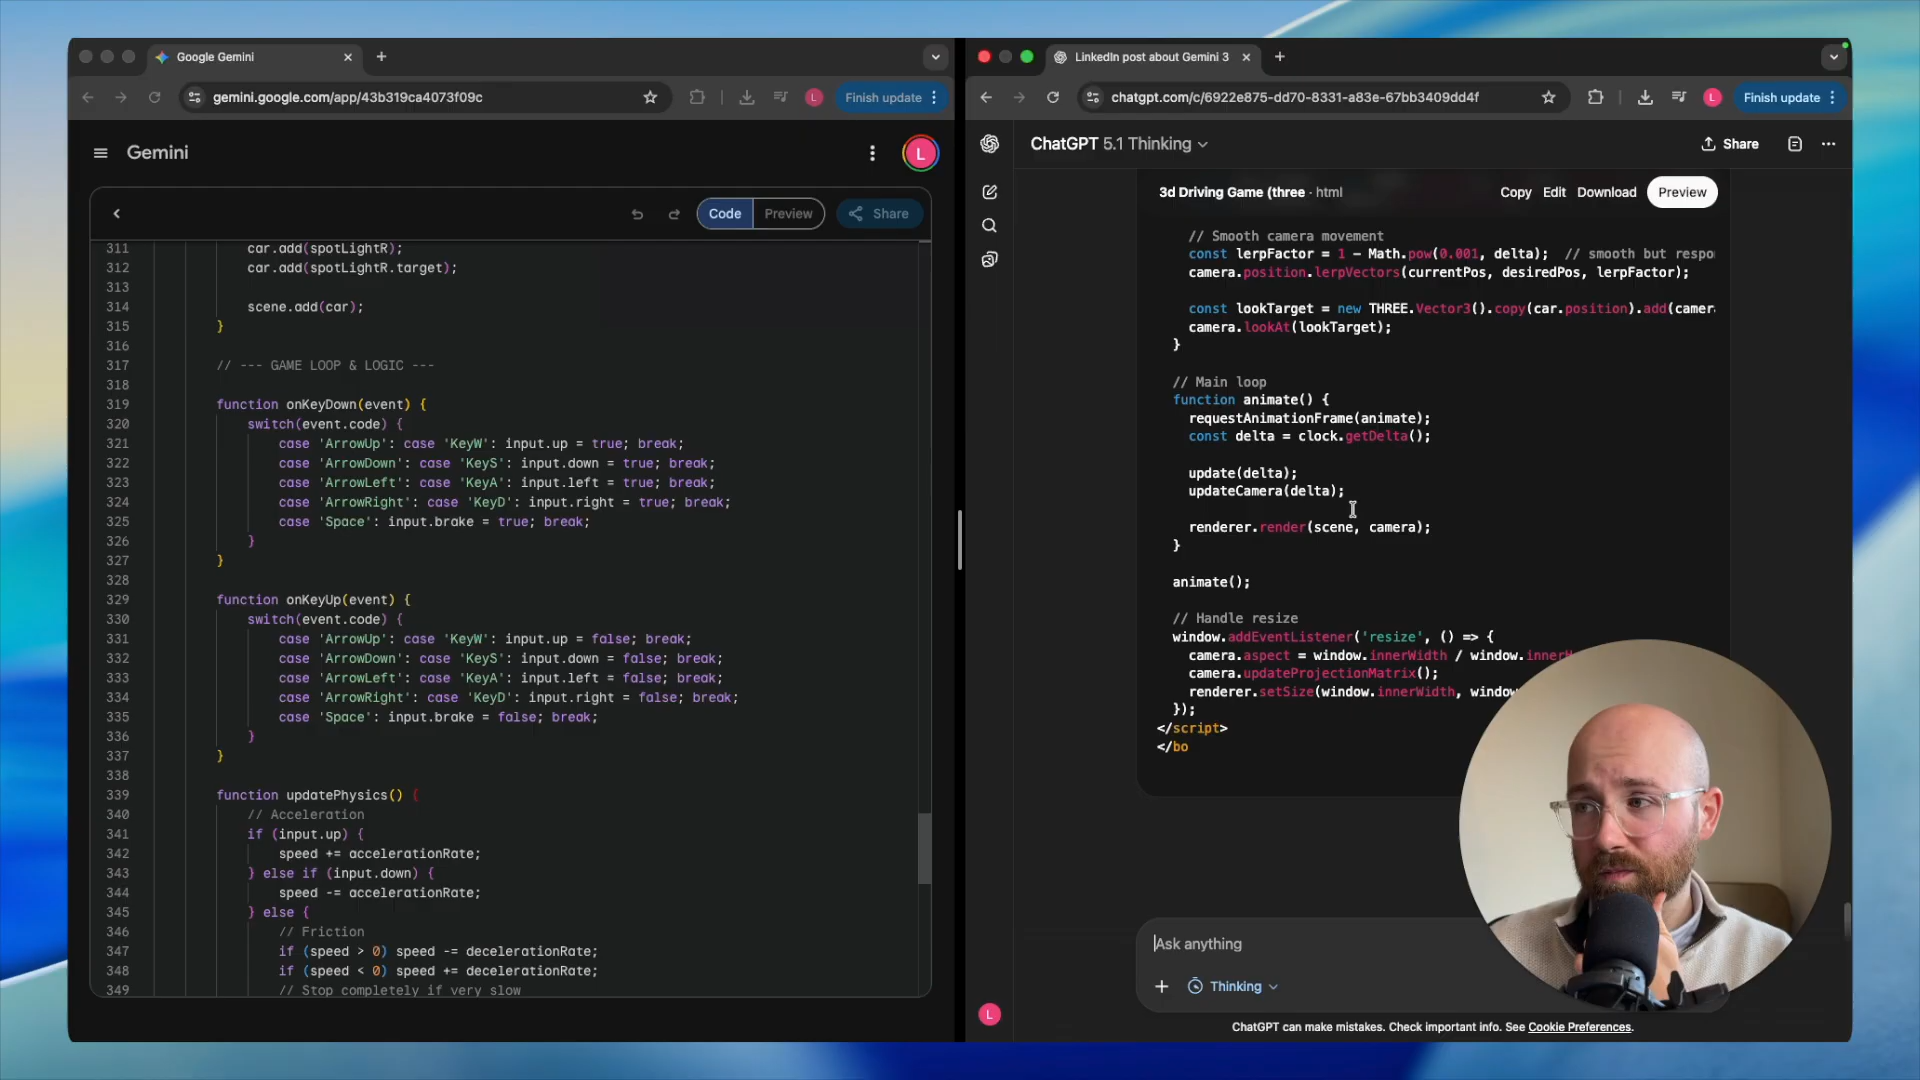 Google Gemini
gemini.google.com/app/43b319ca4073f09c
L
Finish update
Gemini
L
Code
Preview
Share
311 car.add(spotLightR);
312 car.add(spotLightR.target);
313
314 scene.add(car);
315 }
316
317 // --- GAME LOOP & LOGIC ---
318
319 function onKeyDown(event) {
320 switch(event.code) {
321 case 'ArrowUp': case 'KeyW': input.up = true; break;
322 case 'ArrowDown': case 'KeyS': input.down = true; break;
323 case 'ArrowLeft': case 'KeyA': input.left = true; break;
324 case 'ArrowRight': case 'KeyD': input.right = true; break;
325 case 'Space': input.brake = true; break;
326 }
327 }
328
329 function onKeyUp(event) {
330 switch(event.code) {
331 case 'ArrowUp': case 'KeyW': input.up = false; break;
332 case 'ArrowDown': case 'KeyS': input.down = false; break;
333 case 'ArrowLeft': case 'KeyA': input.left = false; break;
334 case 'ArrowRight': case 'KeyD': input.right = false; break;
335 case 'Space': input.brake = false; break;
336 }
337 }
338
339 function updatePhysics() {
340 // Acceleration
341 if (input.up) {
342 speed += accelerationRate;
343 } else if (input.down) {
344 speed -= accelerationRate;
345 } else {
346 // Friction
347 if (speed > 0) speed -= decelerationRate;
348 if (speed < 0) speed += decelerationRate;
349 // Stop completely if very slow
LinkedIn post about Gemini 3
chatgpt.com/c/6922e875-dd70-8331-a83e-67bb3409dd4f
L
Finish update
ChatGPT 5.1 Thinking
Share
3d Driving Game (three · html
Copy
Edit
Download
Preview
// Smooth camera movement
const lerpFactor = 1 - Math.pow(0.001, delta); // smooth but respo
camera.position.lerpVectors(currentPos, desiredPos, lerpFactor);
const lookTarget = new THREE.Vector3().copy(car.position).add(camer
camera.lookAt(lookTarget);
}
// Main loop
function animate() {
requestAnimationFrame(animate);
const delta = clock.getDelta();
update(delta);
updateCamera(delta);
renderer.render(scene, camera);
}
animate();
// Handle resize
window.addEventListener('resize', () => {
camera.aspect = window.innerWidth / window.innerH
camera.updateProjectionMatrix();
renderer.setSize(window.innerWidth, window
});
</script>
</bo
Ask anything
Thinking
L
ChatGPT can make mistakes. Check important info. See Cookie Preferences.